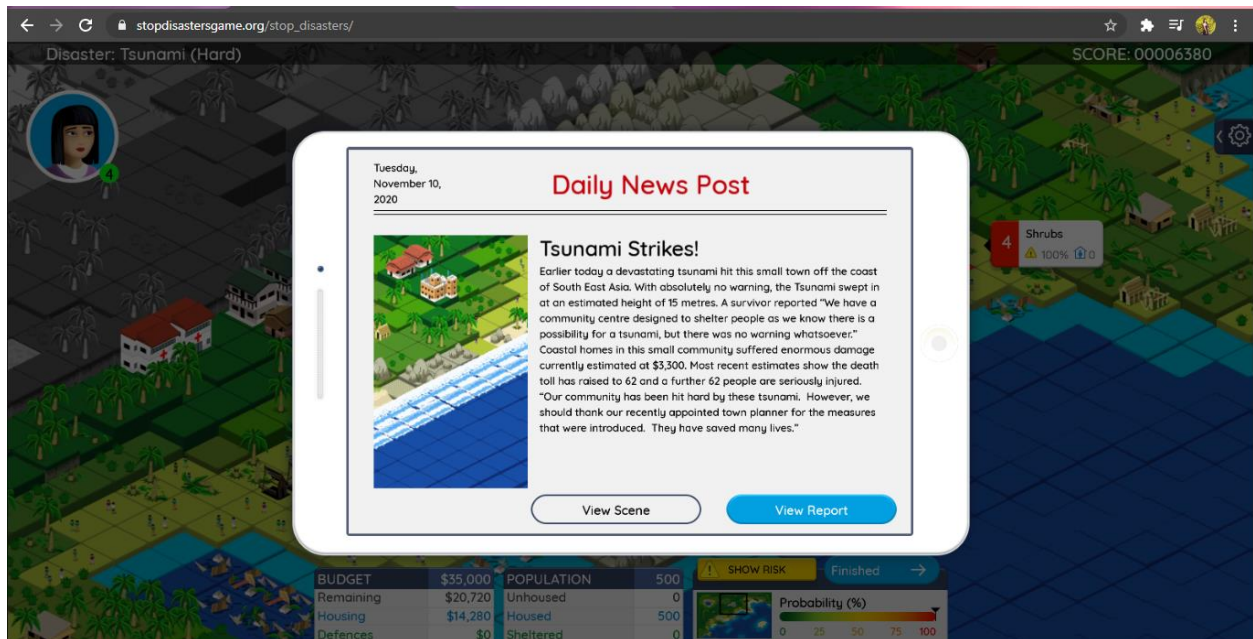 stopdisastersgame.org/stop_disasters/
Disaster: Tsunami (Hard)
SCORE: 00006380
4
Tuesday,
November 10,
2020
Daily News Post
Tsunami Strikes!
Earlier today a devastating tsunami hit this small town off the coast
of South East Asia. With absolutely no warning, the Tsunami swept in
at an estimated height of 15 metres. A survivor reported “We have a
community centre designed to shelter people as we know there is a
possibility for a tsunami, but there was no warning whatsoever.”
Coastal homes in this small community suffered enormous damage
currently estimated at $3,300. Most recent estimates show the death
toll has raised to 62 and a further 62 people are seriously injured.
“Our community has been hit hard by these tsunami. However, we
should thank our recently appointed town planner for the measures
that were introduced. They have saved many lives.”
View Scene
View Report
4
Shrubs
100% 0
BUDGET $35,000
Remaining $20,720
Housing $14,280
Defences $0
POPULATION 500
Unhoused 0
Housed 500
Sheltered 0
SHOW RISK
Finished
Probability (%)
0 25 50 75 100